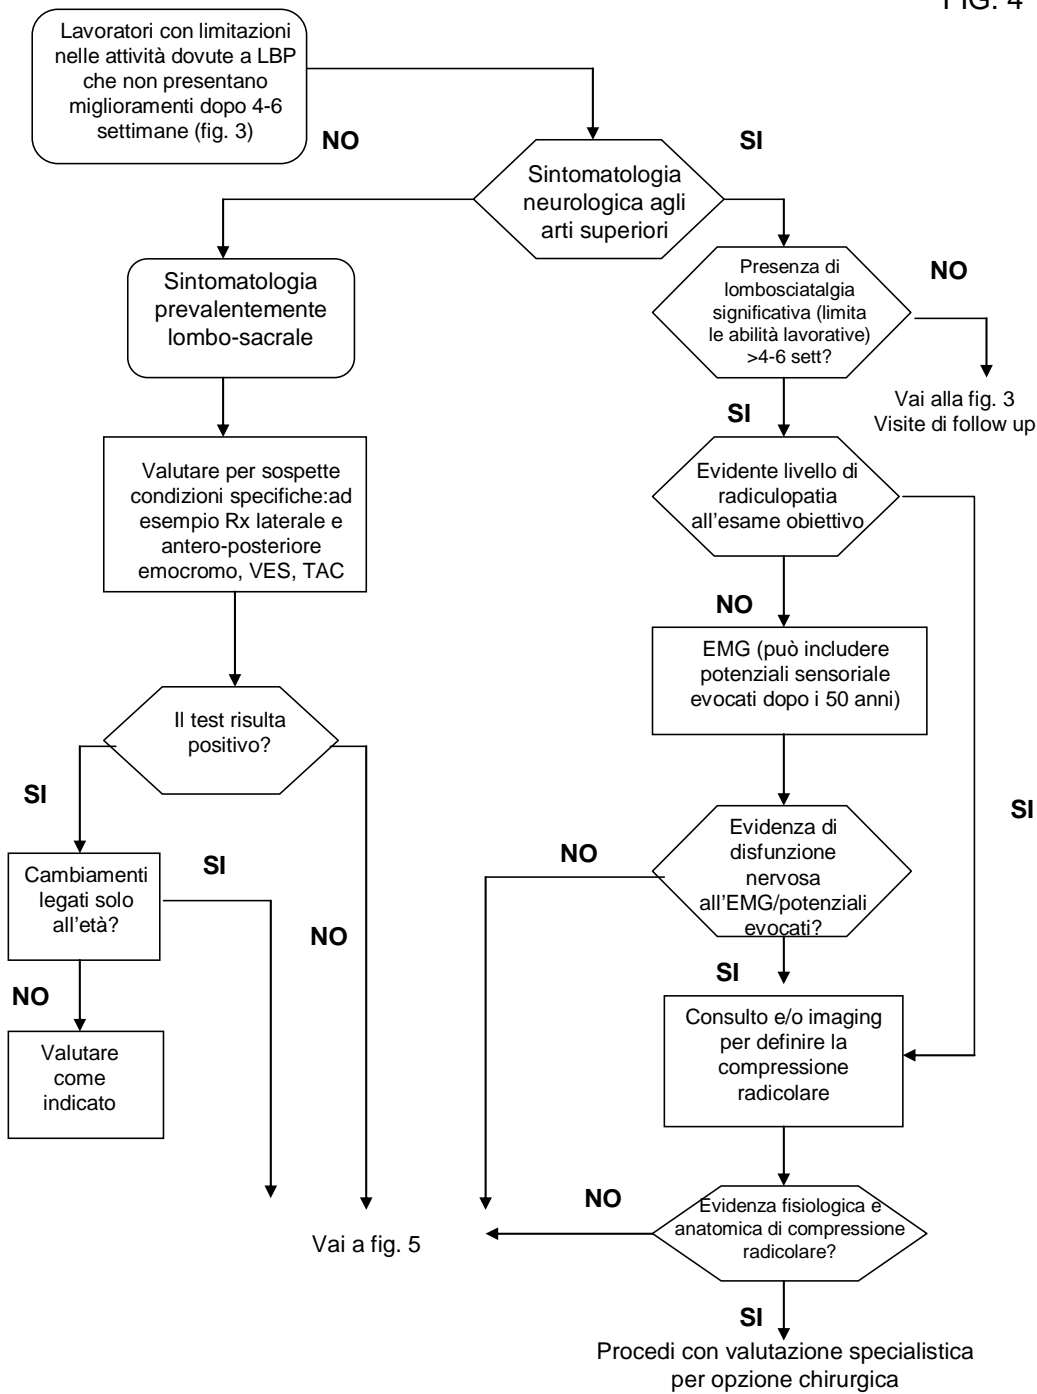 FIG. 4
Lavoratori con limitazioni
nelle attività dovute a LBP
che non presentano
miglioramenti dopo 4-6
settimane (fig. 3)
NO
SI
Sintomatologia
neurologica agli
arti superiori
Sintomatologia
prevalentemente
lombo-sacrale
Presenza di
lombosciatalgia
significativa (limita
le abilità lavorative)
>4-6 sett?
NO
Vai alla fig. 3
Visite di follow up
SI
Valutare per sospette
condizioni specifiche:ad
esempio Rx laterale e
antero-posteriore
emocromo, VES, TAC
Evidente livello di
radiculopatia
all'esame obiettivo
NO
SI
EMG (può includere
potenziali sensoriale
evocati dopo i 50 anni)
Il test risulta
positivo?
SI
NO
Cambiamenti
legati solo
all'età?
SI
NO
Valutare
come
indicato
Evidenza di
disfunzione
nervosa
all'EMG/potenziali
evocati?
NO
SI
Consulto e/o imaging
per definire la
compressione
radicolare
Evidenza fisiologica e
anatomica di compressione
radicolare?
NO
Vai a fig. 5
SI
Procedi con valutazione specialistica
per opzione chirurgica